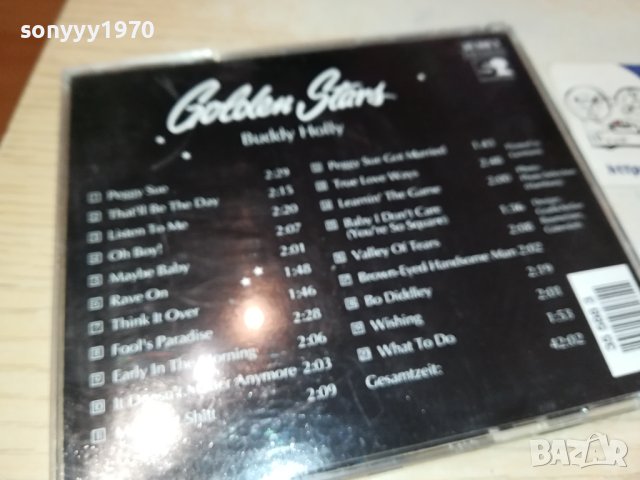 sonyyy1970
Golden Stars
Buddy Holly
Peggy Sue 2:29
That'll Be The Day 2:15
Listen To Me 2:20
Oh Boy! 2:07
Maybe Baby 2:01
Rave On 1:48
Think It Over 1:46
Fool's Paradise 2:28
Early In The Morning 2:06
It Doesn't Matter Anymore 2:03
Shift 2:09
Peggy Sue Got Married
True Love Ways
Learnin' The Game
Baby I Don't Care
(You're So Square)
Valley Of Tears
Brown-Eyed Handsome Man 2:02
Bo Diddley 2:19
Wishing 2:01
What To Do 1:53
Gesamtzeit: 42:02
BAZAR